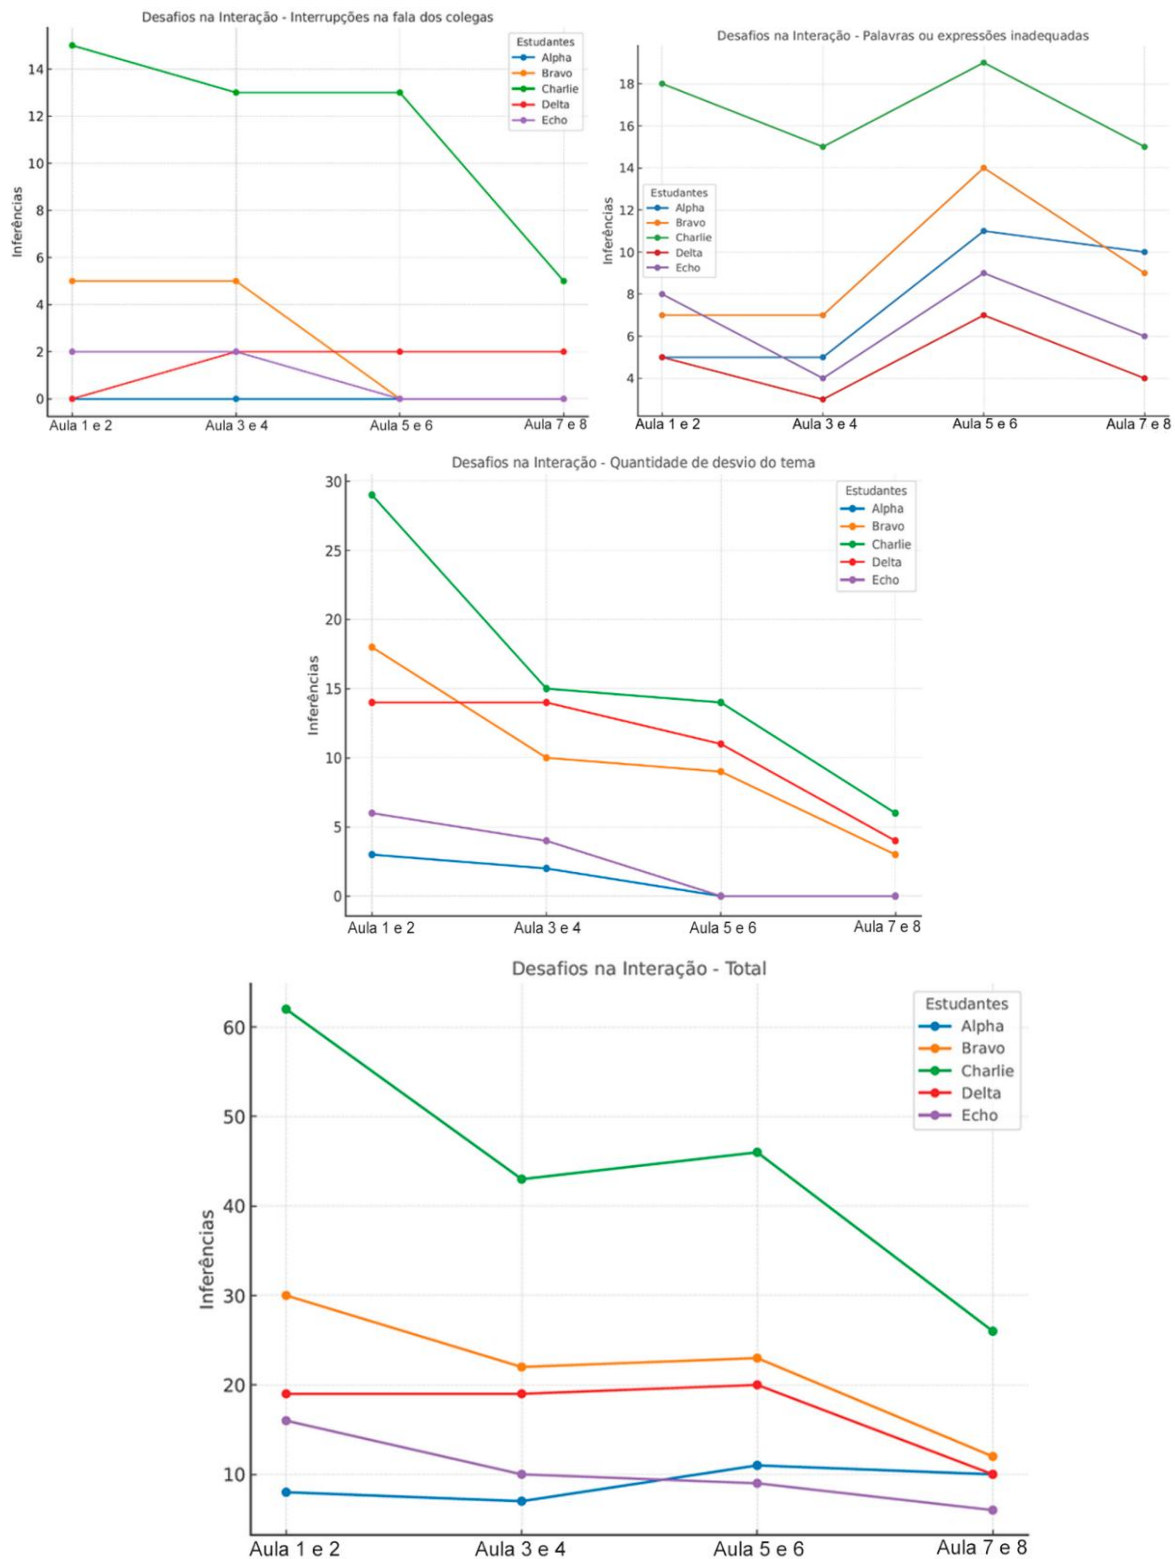 Desafios na Interação - Interrupções na fala dos colegas
Estudantes
Alpha
Bravo
Charlie
Delta
Echo
Inferências
14
12
10
8
6
4
2
0
Aula 1 e 2
Aula 3 e 4
Aula 5 e 6
Aula 7 e 8
Desafios na Interação - Palavras ou expressões inadequadas
Estudantes
Alpha
Bravo
Charlie
Delta
Echo
Inferências
18
16
14
12
10
8
6
4
Aula 1 e 2
Aula 3 e 4
Aula 5 e 6
Aula 7 e 8
Desafios na Interação - Quantidade de desvio do tema
Estudantes
Alpha
Bravo
Charlie
Delta
Echo
Inferências
30
25
20
15
10
5
0
Aula 1 e 2
Aula 3 e 4
Aula 5 e 6
Aula 7 e 8
Desafios na Interação - Total
Estudantes
Alpha
Bravo
Charlie
Delta
Echo
Inferências
60
50
40
30
20
10
Aula 1 e 2
Aula 3 e 4
Aula 5 e 6
Aula 7 e 8